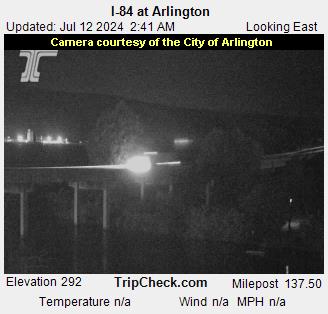 I-84 at Arlington
Updated: Jul 12 2024 2:41 AM Looking East
Camera courtesy of the City of Arlington
Elevation 292 TripCheck.com Milepost 137.50
Temperature n/a Wind n/a MPH n/a